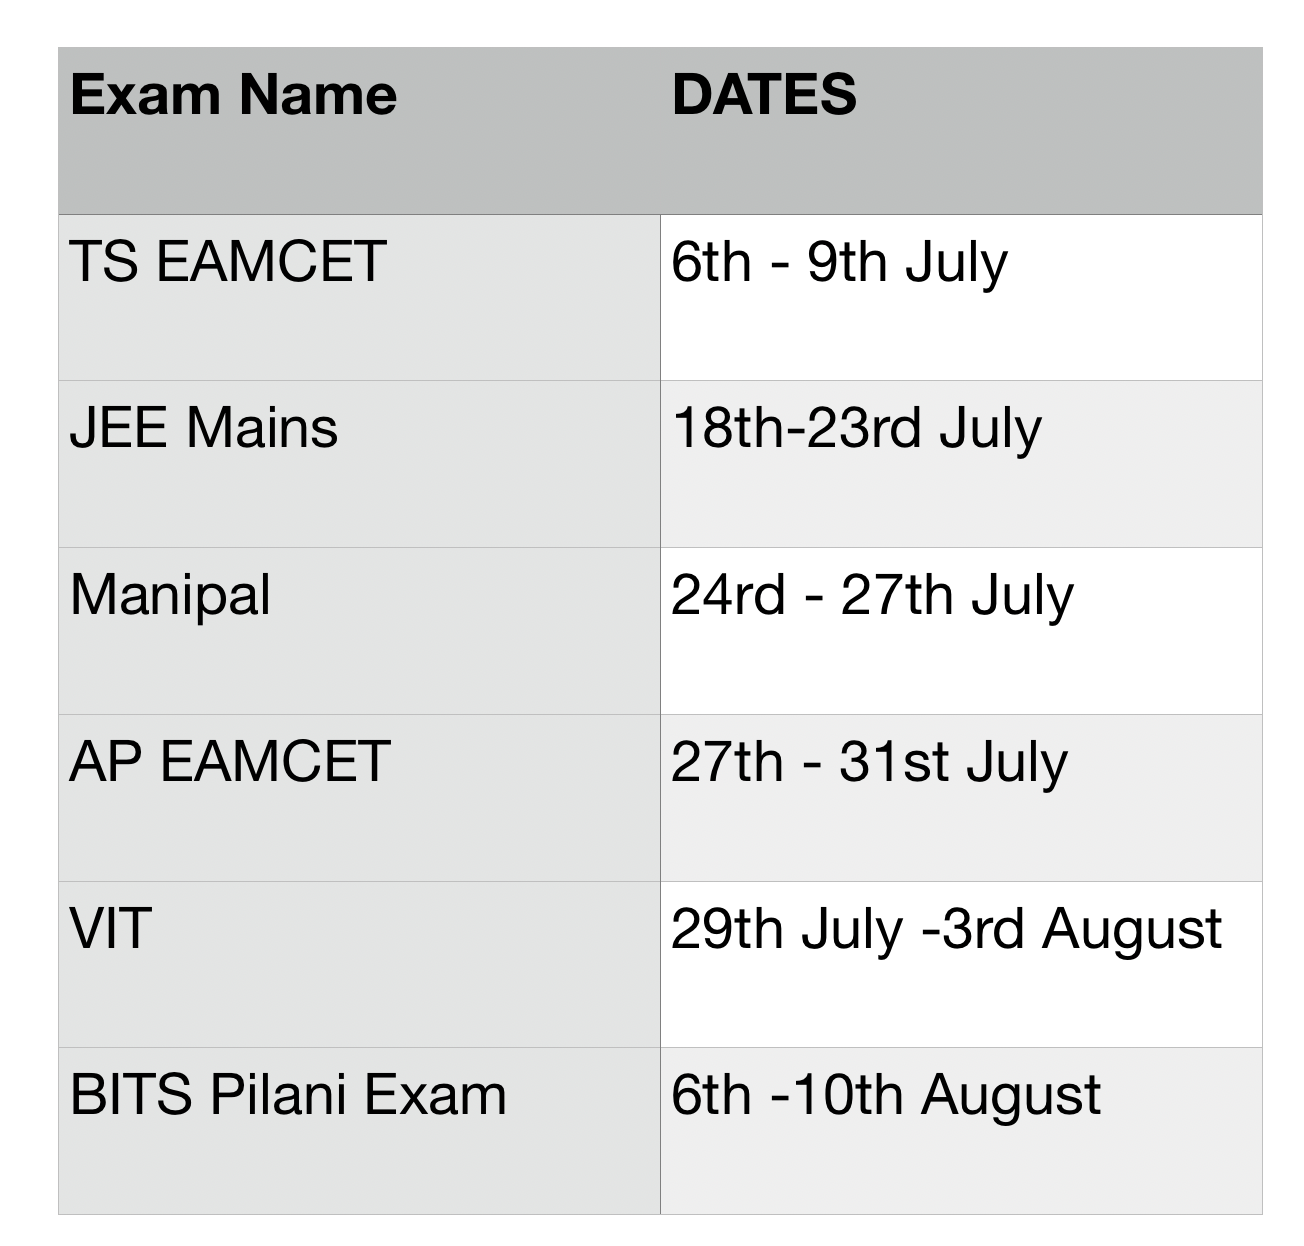 Exam Name DATES
TS EAMCET 6th - 9th July
JEE Mains 18th-23rd July
Manipal 24rd - 27th July
AP EAMCET 27th - 31st July
VIT 29th July -3rd August
BITS Pilani Exam 6th -10th August